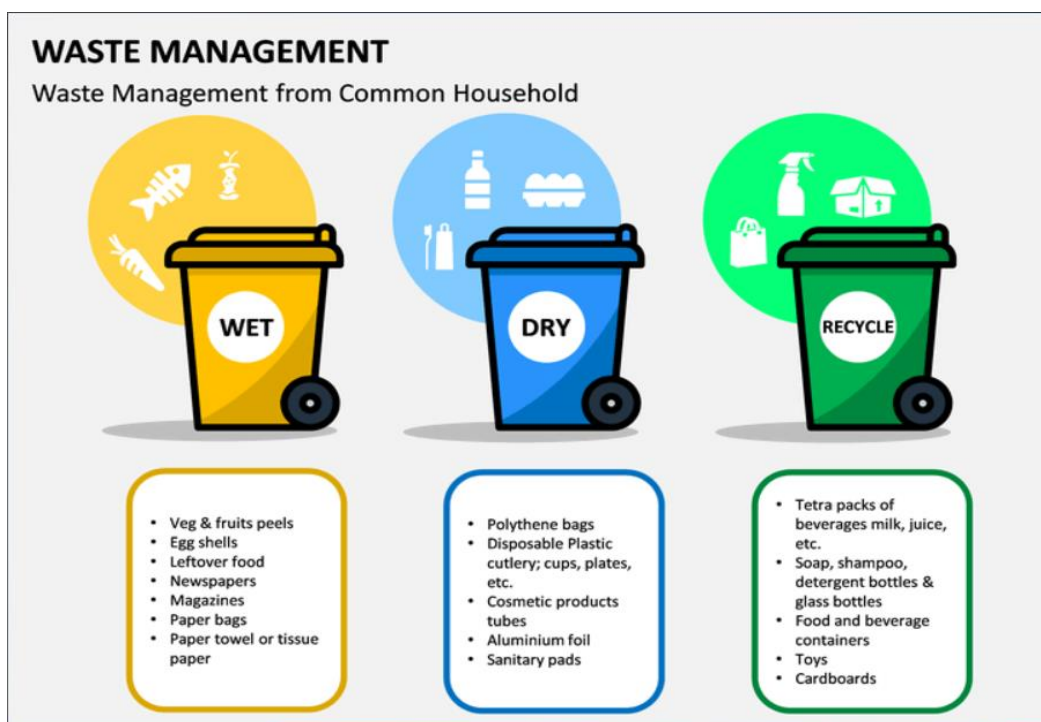 WASTE MANAGEMENT
Waste Management from Common Household
WET
DRY
RECYCLE
• Veg & fruits peels
• Egg shells
• Leftover food
• Newspapers
• Magazines
• Paper bags
• Paper towel or tissue
paper
• Polythene bags
• Disposable Plastic
cutlery; cups, plates,
etc.
• Cosmetic products
tubes
• Aluminium foil
• Sanitary pads
• Tetra packs of
beverages milk, juice,
etc.
• Soap, shampoo,
detergent bottles &
glass bottles
• Food and beverage
containers
• Toys
• Cardboards